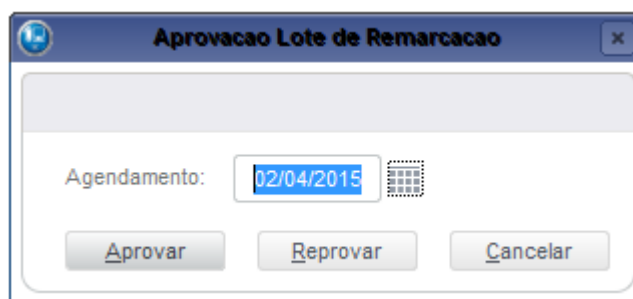 Aprovacao Lote de Remarcacao
Agendamento: 02/04/2015
Aprovar Reprovar Cancelar